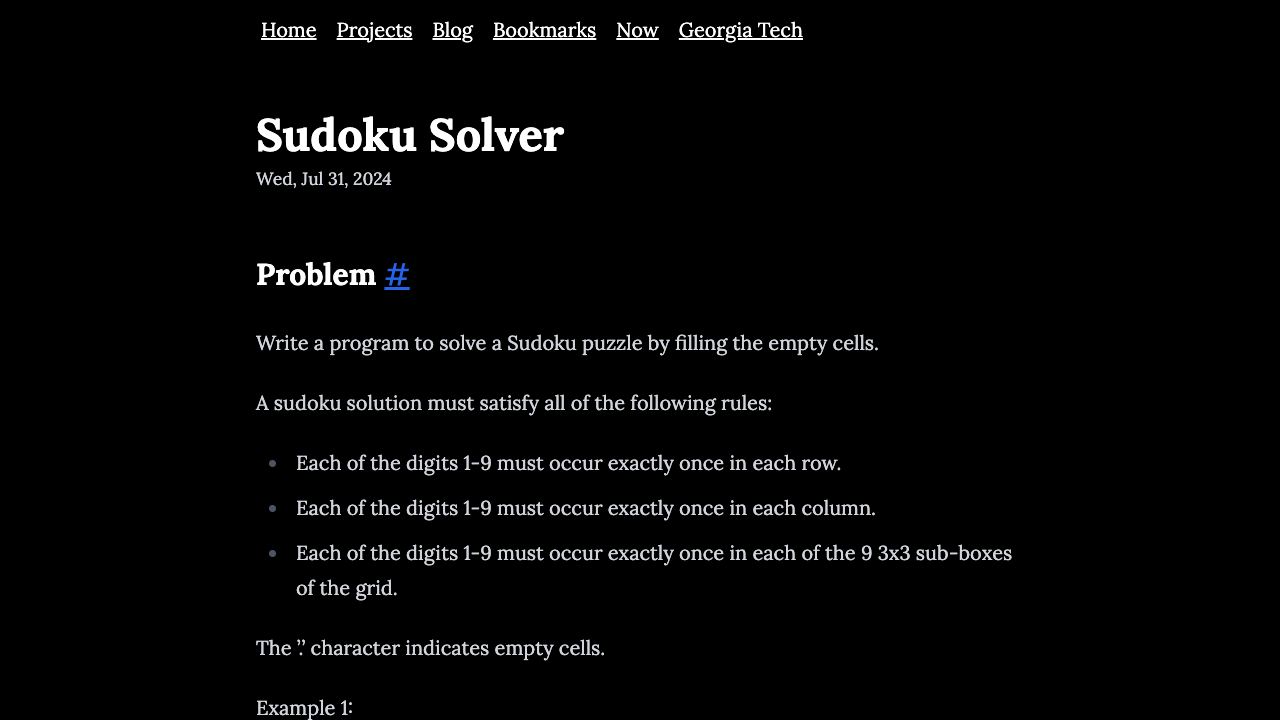 Home Projects Blog Bookmarks Now Georgia Tech
Sudoku Solver
Wed, Jul 31, 2024
Problem #
Write a program to solve a Sudoku puzzle by filling the empty cells.
A sudoku solution must satisfy all of the following rules:
• Each of the digits 1-9 must occur exactly once in each row.
• Each of the digits 1-9 must occur exactly once in each column.
• Each of the digits 1-9 must occur exactly once in each of the 9 3x3 sub-boxes
of the grid.
The ’.’ character indicates empty cells.
Example 1: